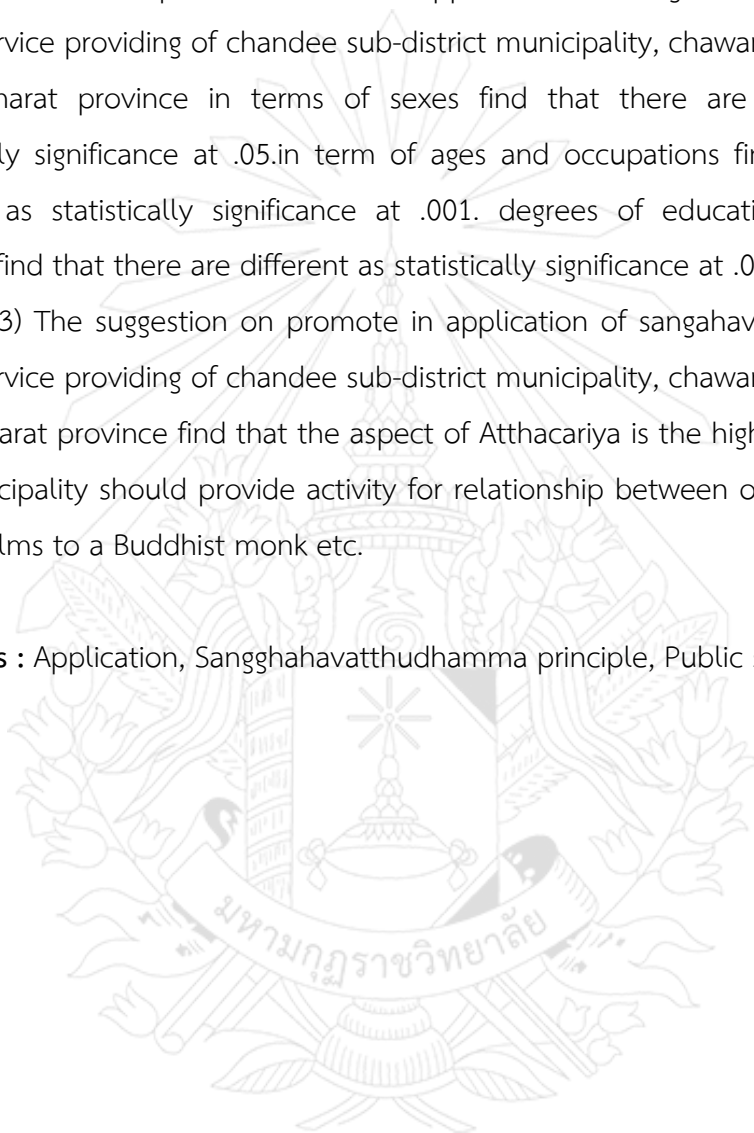 rvice providing of chandee sub-district municipality, chawa
arat province in terms of sexes find that there are
ly significance at .05.in term of ages and occupations fi
as statistically significance at .001. degrees of educati
find that there are different as statistically significance at .0
3) The suggestion on promote in application of sangahav
rvice providing of chandee sub-district municipality, chawa
arat province find that the aspect of Atthacariya is the high
cipality should provide activity for relationship between o
lms to a Buddhist monk etc.
s : Application, Sangghahavatthudhamma principle, Public
มหามกุฏราชวิทยาลัย